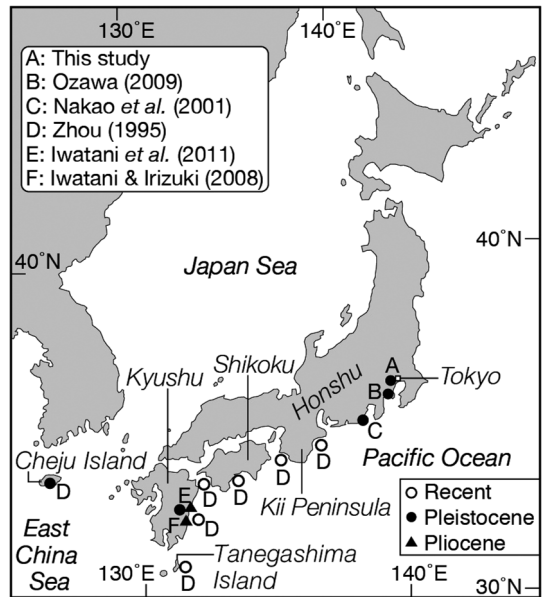 130°E
140°E
A: This study
B: Ozawa (2009)
C: Nakao et al. (2001)
D: Zhou (1995)
E: Iwatani et al. (2011)
F: Iwatani & Irizuki (2008)
40°N
40°N
Japan Sea
Kyushu
Shikoku
Honshu
A
B
C
Tokyo
Pacific Ocean
Cheju Island
D
D
D
D
D
Kii Peninsula
E
F
D
East
China
Sea
Tanegashima
Island
D
Recent
Pleistocene
Pliocene
130°E
140°E
30°N